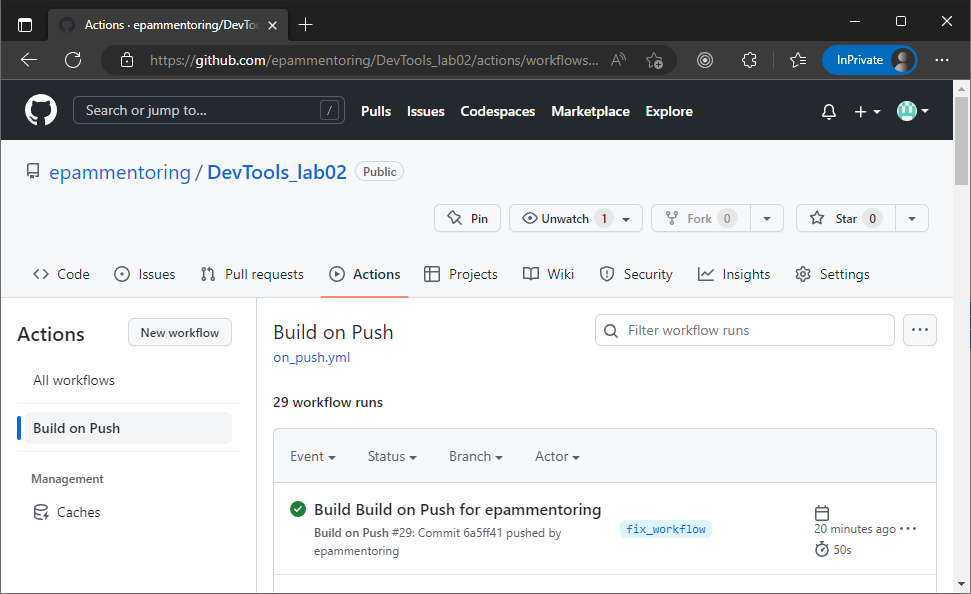 Actions · epammentoring/DevToo
https://github.com/epammentoring/DevTools_lab02/actions/workflows...
InPrivate
Search or jump to...
/
Pulls
Issues
Codespaces
Marketplace
Explore
epammentoring / DevTools_lab02
Public
Pin
Unwatch 1
Fork 0
Star 0
Code
Issues
Pull requests
Actions
Projects
Wiki
Security
Insights
Settings
Actions
New workflow
All workflows
Build on Push
Management
Caches
Build on Push
on_push.yml
Filter workflow runs
29 workflow runs
Event
Status
Branch
Actor
Build Build on Push for epammentoring
Build on Push #29: Commit 6a5ff41 pushed by
epammentoring
fix_workflow
20 minutes ago
50s